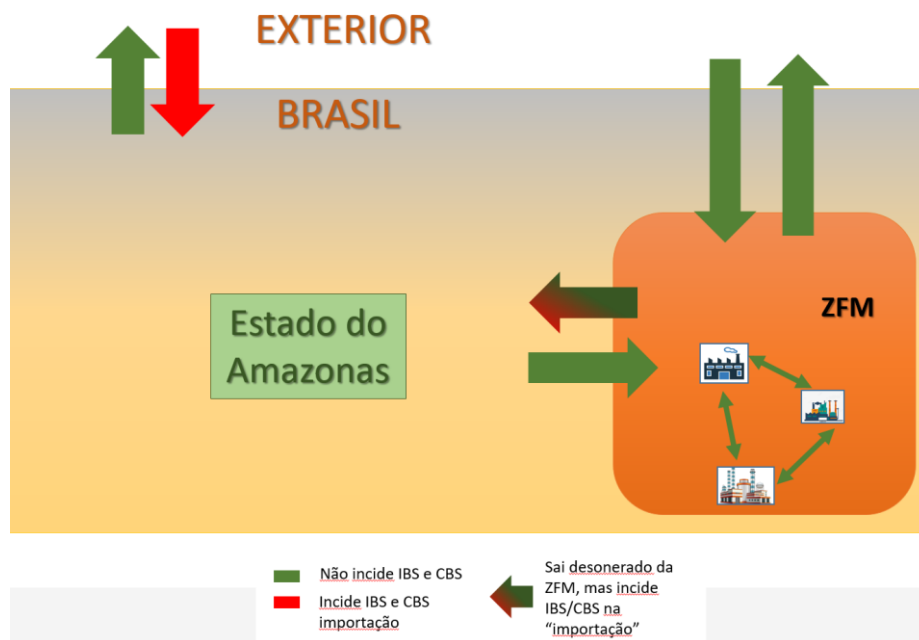 EXTERIOR
BRASIL
ZFM
Estado do
Amazonas
Não incide IBS e CBS
Incide IBS e CBS
importação
Sai desonerado da
ZFM, mas incide
IBS/CBS na
“importação”